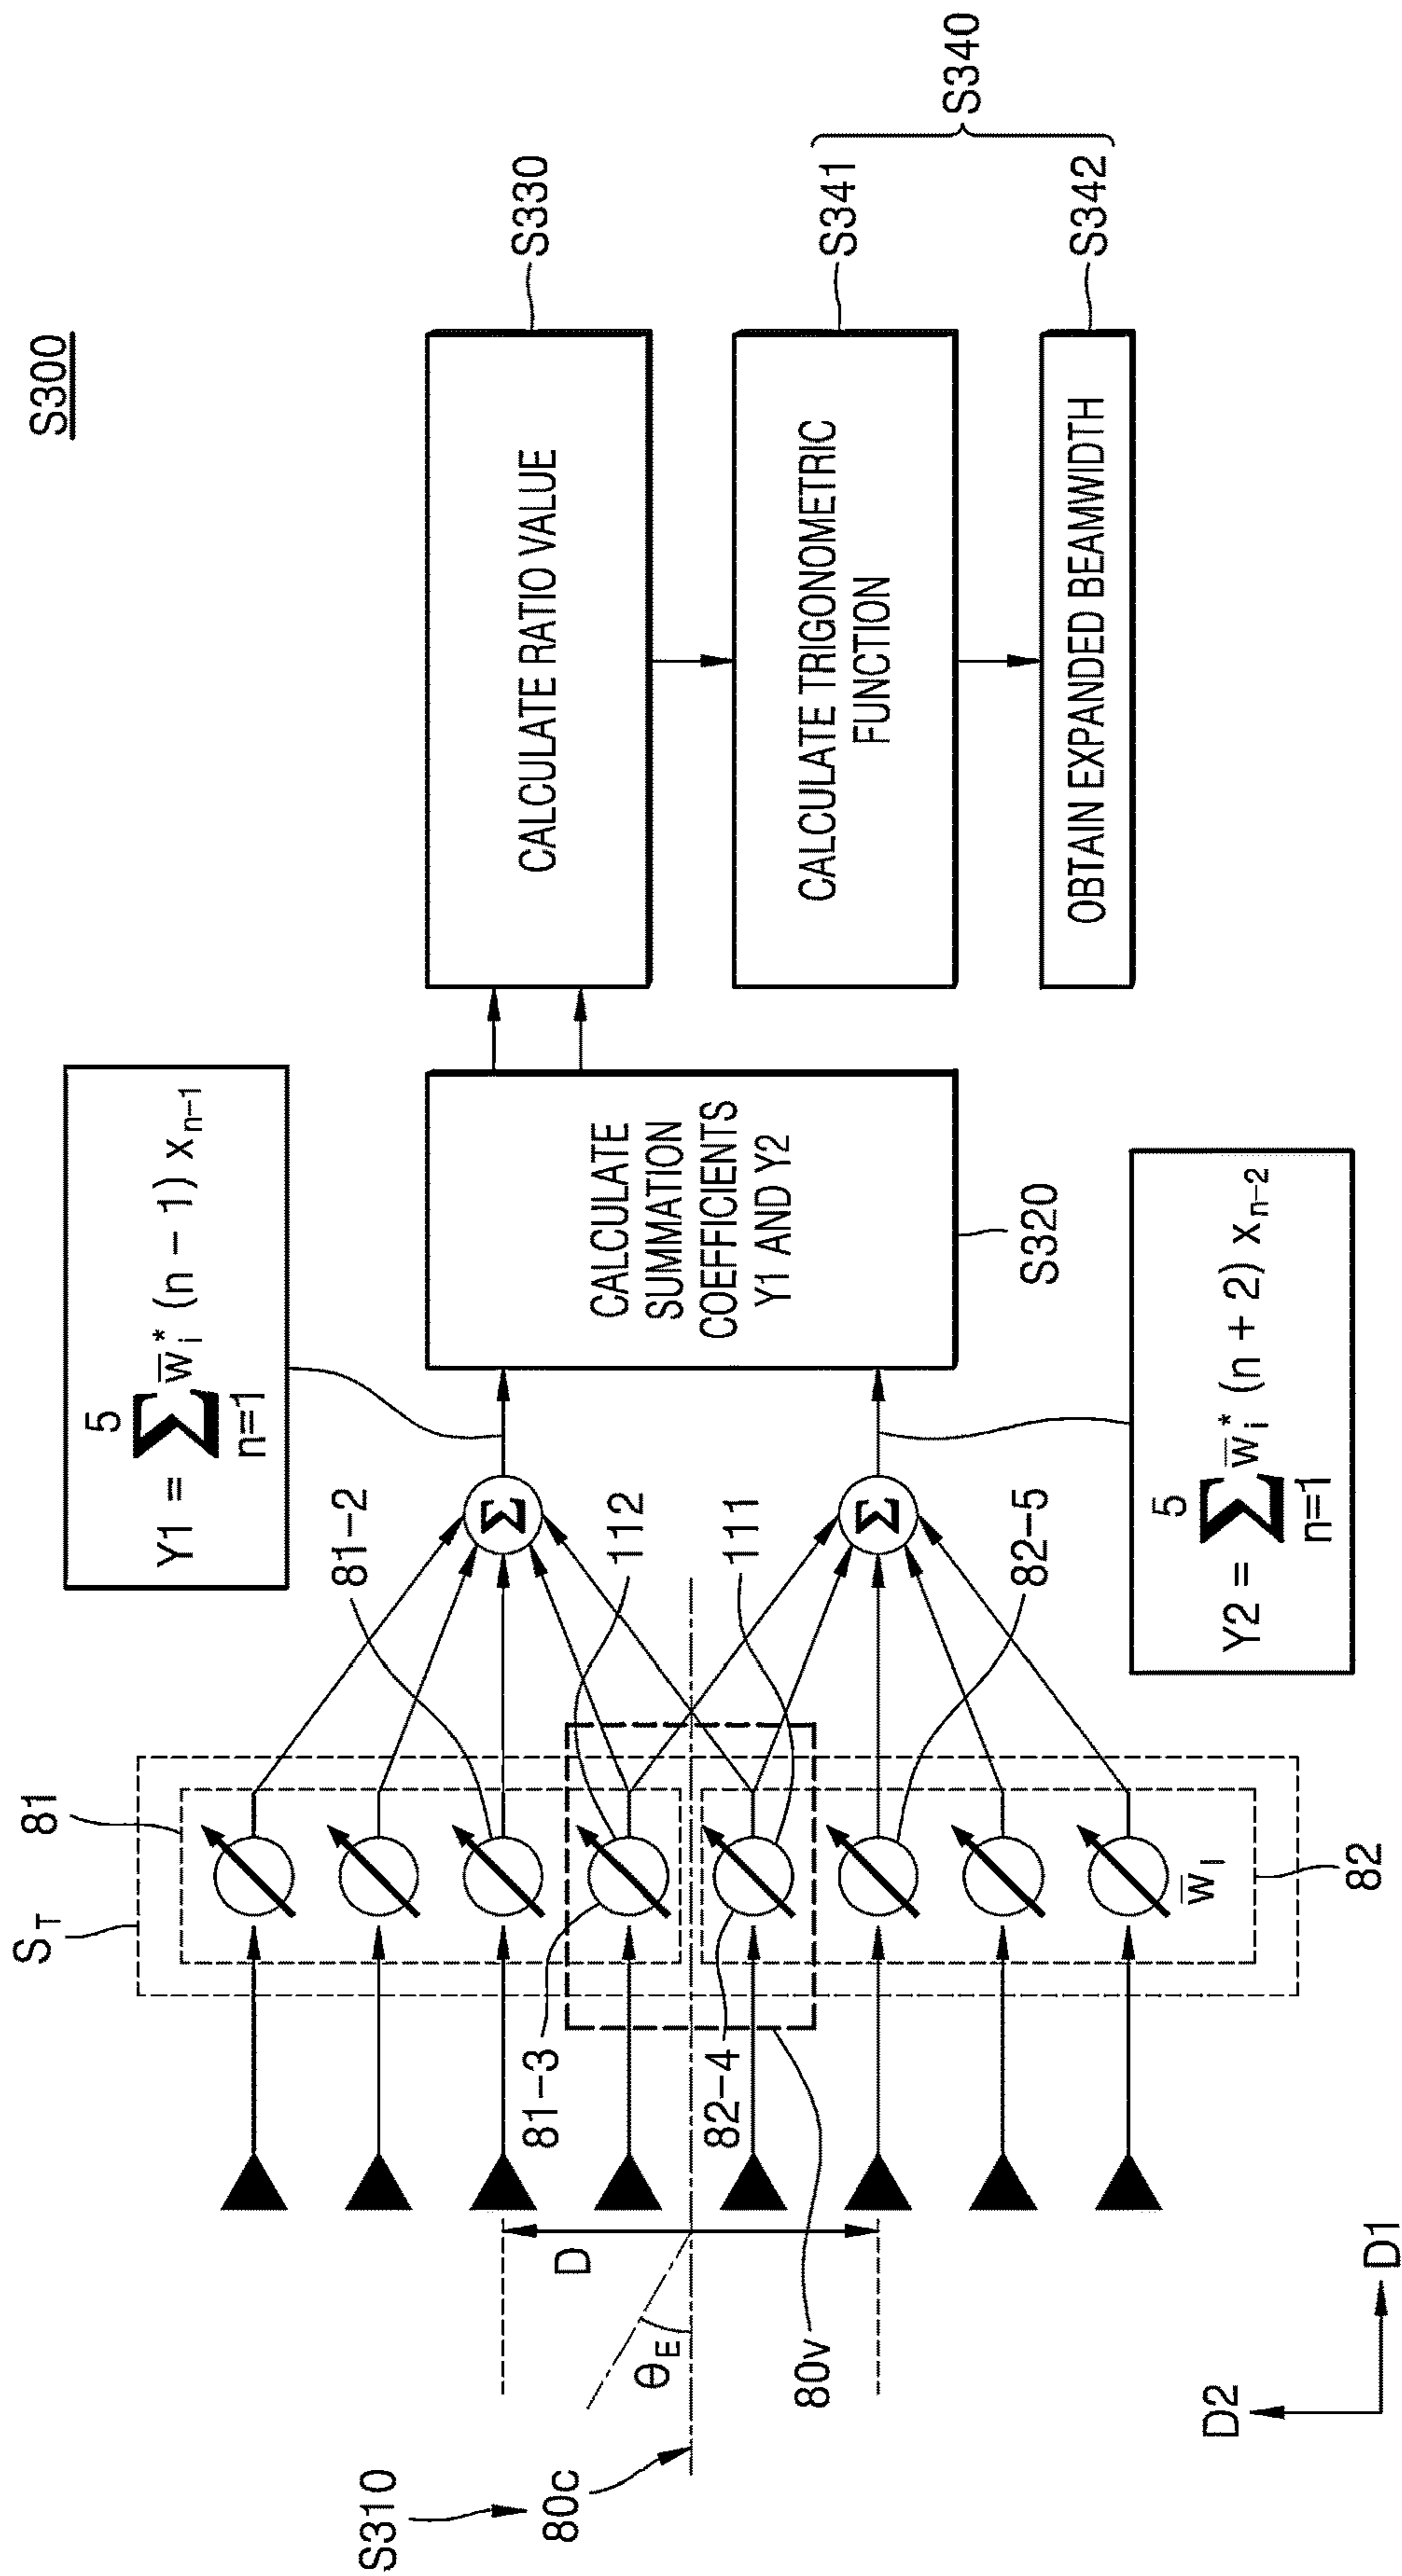 S300
Y1 = 5 Σ n=1 w̅ᵢ* (n − 1) xₙ₋₁
S_T
81
81-2
112
S330
CALCULATE RATIO VALUE
S340
S341
CALCULATE TRIGONOMETRIC
FUNCTION
S342
OBTAIN EXPANDED BEAMWIDTH
CALCULATE
SUMMATION
COEFFICIENTS
Y1 AND Y2
S320
Σ
Σ
81-3
82-4
111
82-5
w̅ₗ
82
Y2 = 5 Σ n=1 w̅ᵢ* (n + 2) xₙ₋₂
D
θ_E
80v
S310
80c
D2
D1